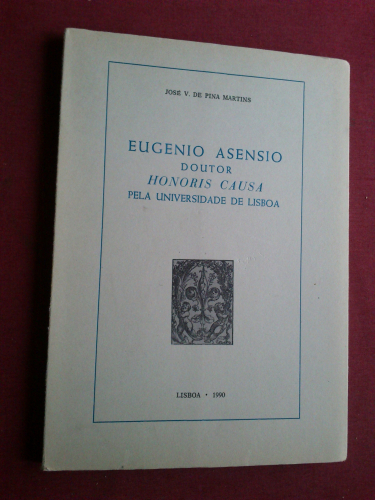 JOSÉ V. DE PINA MARTINS
EUGENIO ASENSIO
DOUTOR
HONORIS CAUSA
PELA UNIVERSIDADE DE LISBOA
LISBOA • 1990